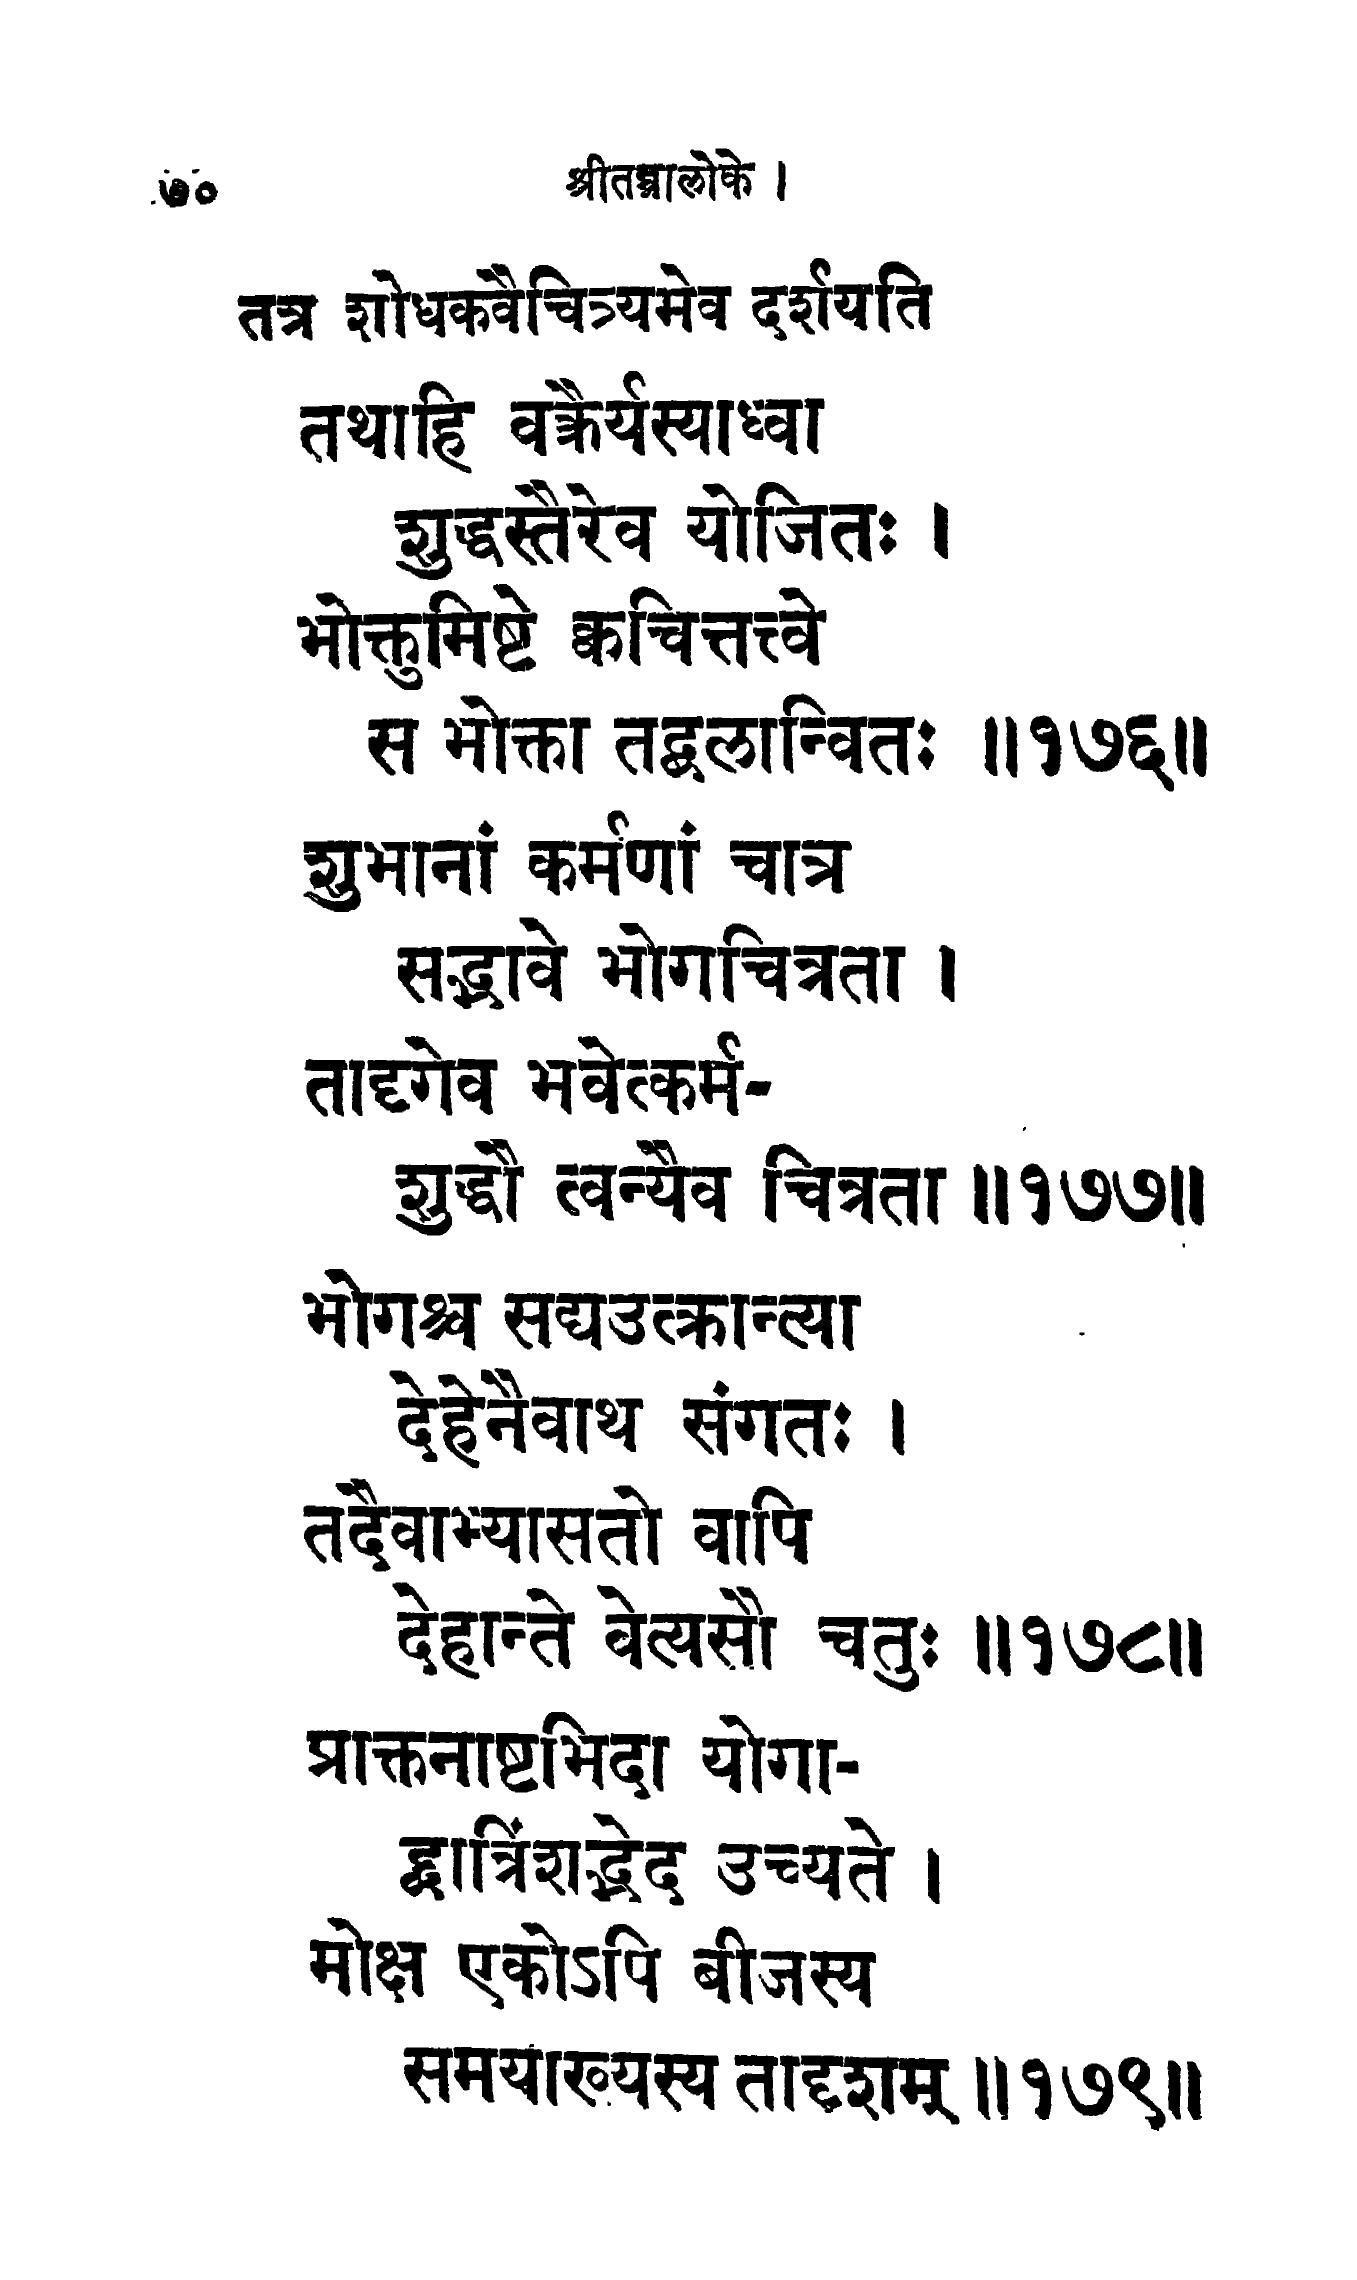 ७०
श्रीतन्त्रालोके ।
तत्र शोधकवैचित्र्यमेव दर्शयति
तथाहि वक्त्रैर्यस्याध्वा
शुद्धस्तैरेव योजितः ।
भोक्तुमिष्टे क्वचित्तत्त्वे
स भोक्ता तद्बलान्वितः ॥१७६॥
शुभानां कर्मणां चात्र
सद्भावे भोगचित्रता ।
तादृगेव भवेत्कर्म-
शुद्धौ त्वन्यैव चित्रता ॥१७७॥
भोगश्च सद्यउत्क्रान्त्या
देहेनैवाथ संगतः ।
तदैवाभ्यासतो वापि
देहान्ते वेत्यसौ चतुः ॥१७८॥
प्राक्तनाष्टभिदा योगा-
द्द्वात्रिंशद्भेद उच्यते ।
मोक्ष एकोऽपि बीजस्य
समयाख्यस्य तादृशम् ॥१७९॥